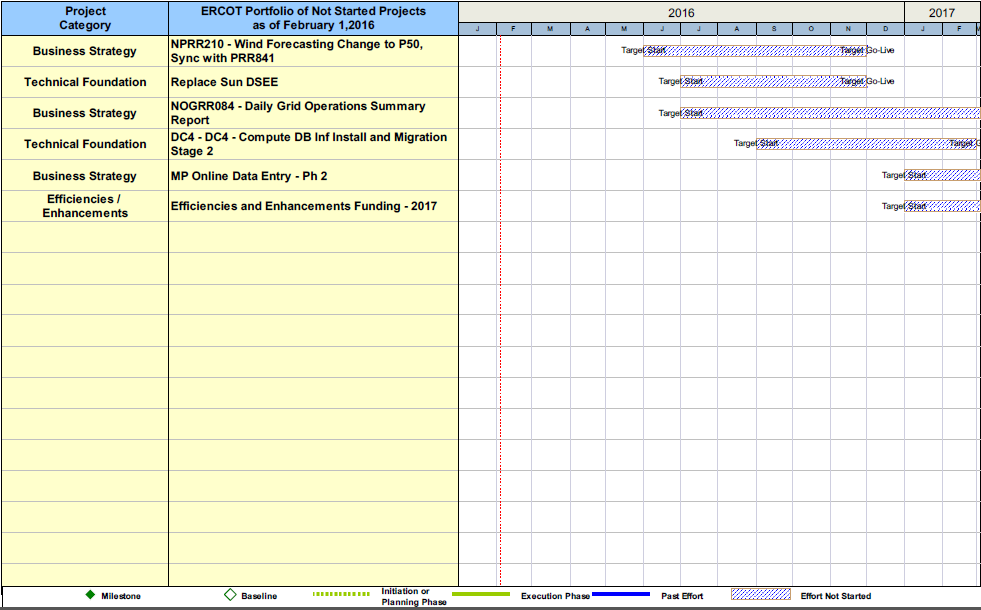 Project
Category
ERCOT Portfolio of Not Started Projects
as of February 1,2016
2016
2017
J F M A M J J A S O N D J F M
Business Strategy
NPRR210 - Wind Forecasting Change to P50,
Sync with PRR841
Target Start
Target Go-Live
Technical Foundation
Replace Sun DSEE
Target Start
Target Go-Live
Business Strategy
NOGRR084 - Daily Grid Operations Summary
Report
Target Start
Technical Foundation
DC4 - DC4 - Compute DB Inf Install and Migration
Stage 2
Target Start
Target G
Business Strategy
MP Online Data Entry - Ph 2
Target Start
Efficiencies /
Enhancements
Efficiencies and Enhancements Funding - 2017
Target Start
Milestone
Baseline
Initiation or
Planning Phase
Execution Phase
Past Effort
Effort Not Started